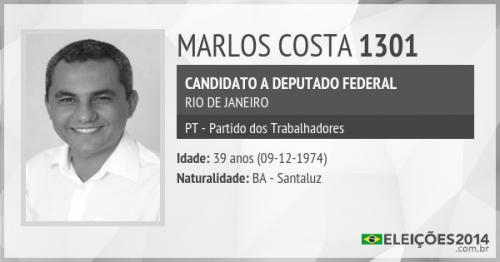 MARLOS COSTA 1301
CANDIDATO A DEPUTADO FEDERAL
RIO DE JANEIRO
PT - Partido dos Trabalhadores
Idade: 39 anos (09-12-1974)
Naturalidade: BA - Santaluz
ELEIÇÕES2014
.com.br